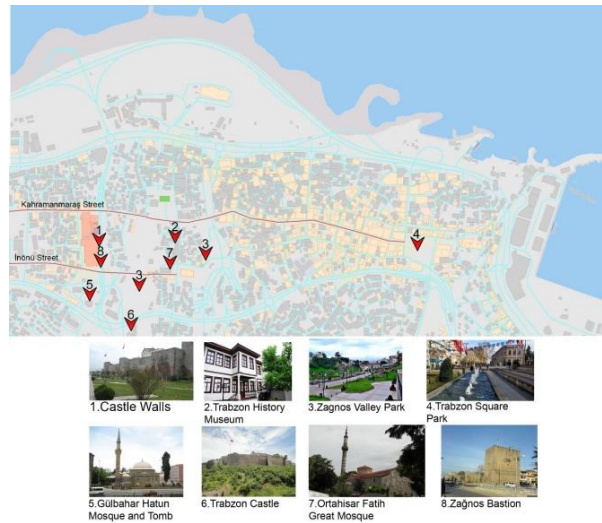 Kahramanmaraş Street
1
2
3
4
8
7
İnönü Street
5
3
6
1.Castle Walls
2.Trabzon History
Museum
3.Zagnos Valley Park
4.Trabzon Square
Park
5.Gülbahar Hatun
Mosque and Tomb
6.Trabzon Castle
7.Ortahisar Fatih
Great Mosque
8.Zağnos Bastion